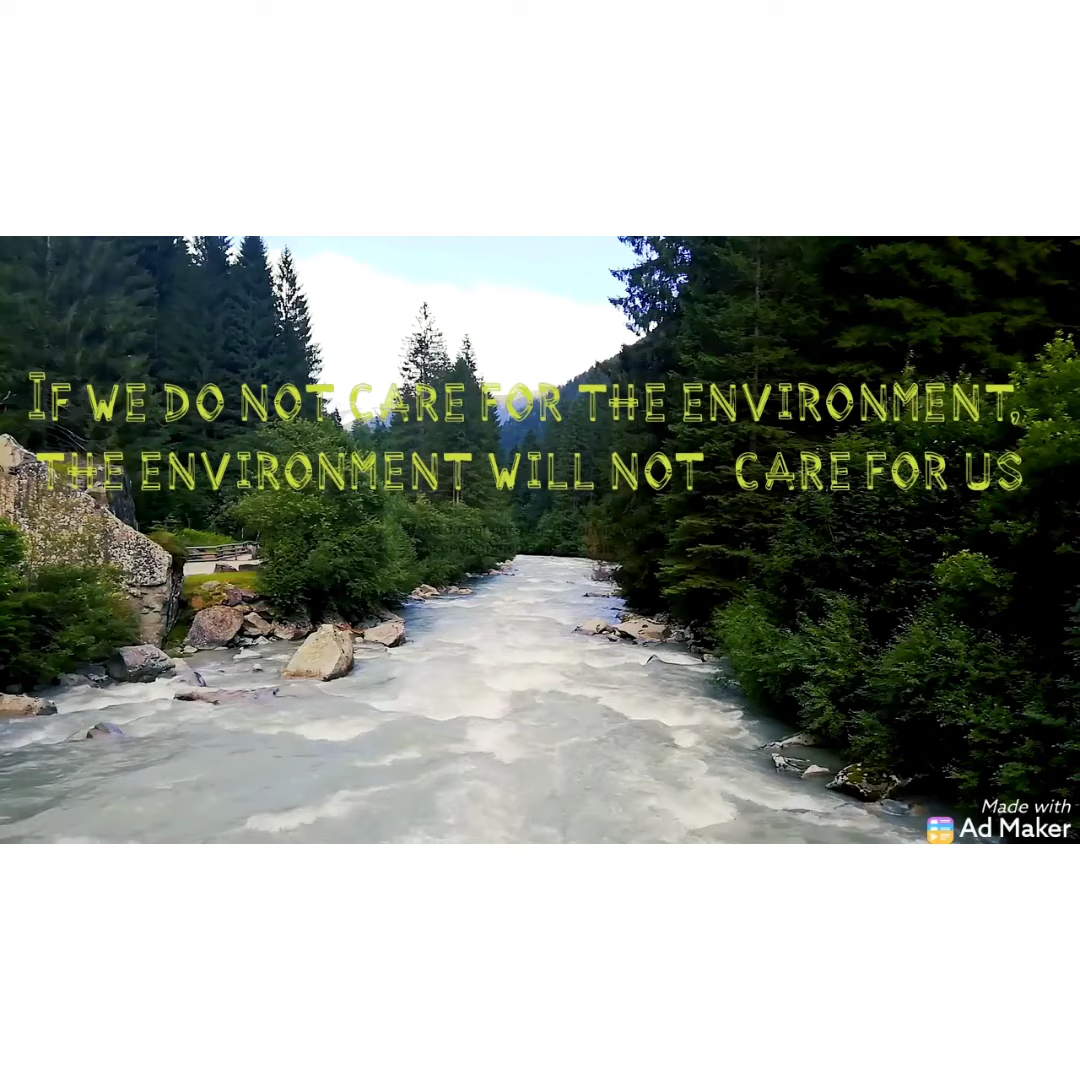 If we do not care for the environment,
the environment will not care for us
Made with
Ad Maker